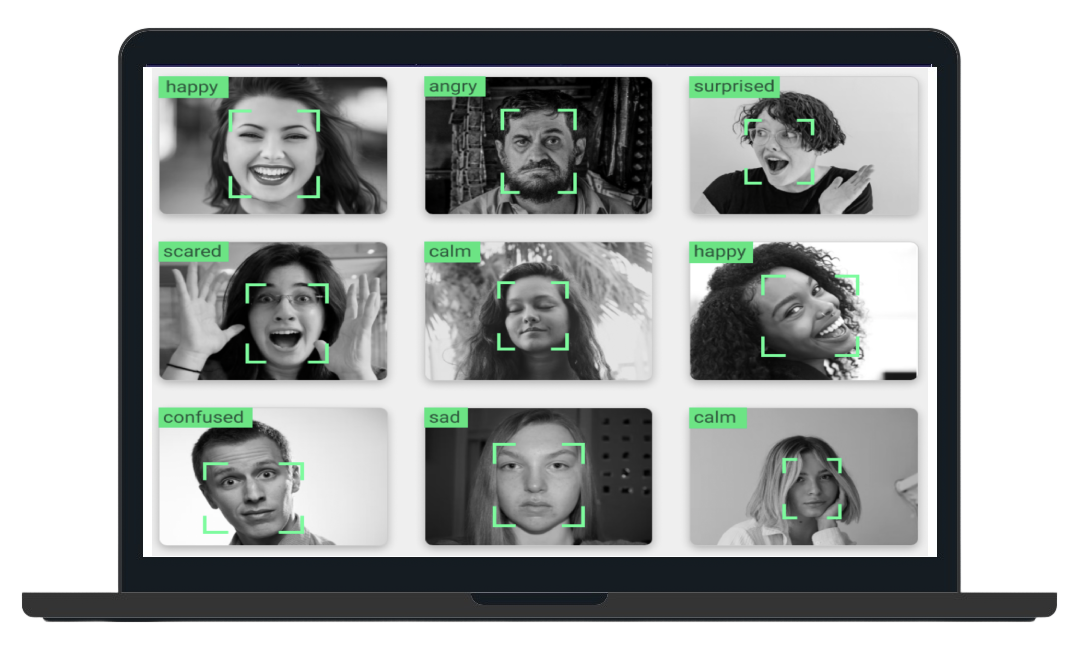 happy
angry
surprised
scared
calm
happy
confused
sad
calm